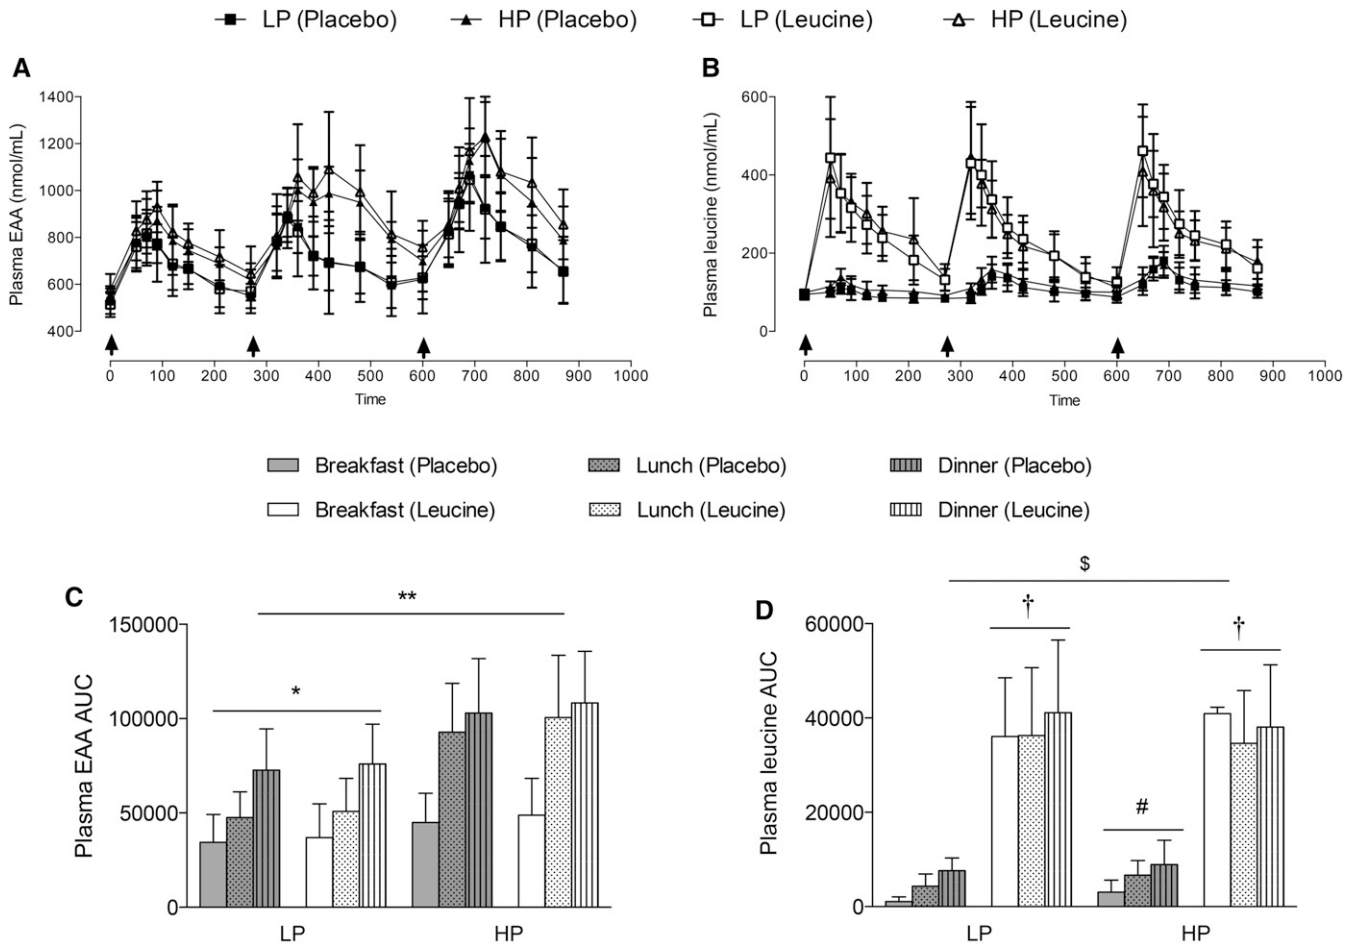 LP (Placebo) HP (Placebo) LP (Leucine) HP (Leucine)
A
Plasma EAA (nmol/mL)
1400
1200
1000
800
600
400
0 100 200 300 400 500 600 700 800 900 1000
Time
B
Plasma leucine (nmol/mL)
600
400
200
0
0 100 200 300 400 500 600 700 800 900 1000
Time
Breakfast (Placebo) Lunch (Placebo) Dinner (Placebo)
Breakfast (Leucine) Lunch (Leucine) Dinner (Leucine)
C
Plasma EAA AUC
150000
100000
50000
0
**
*
LP HP
D
Plasma leucine AUC
60000
40000
20000
0
$
† †
#
LP HP